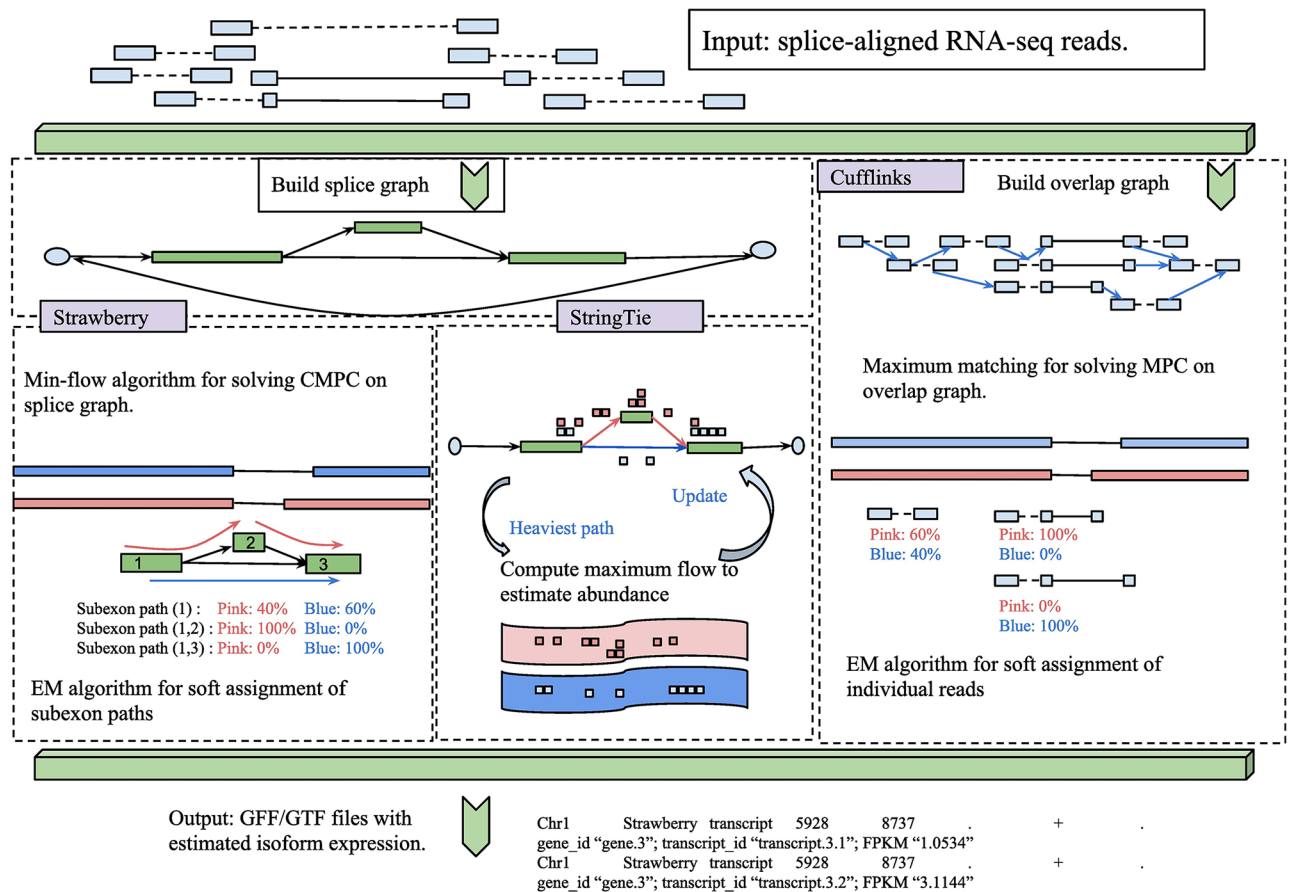 Input: splice-aligned RNA-seq reads.
Build splice graph
Cufflinks
Build overlap graph
Strawberry
StringTie
Min-flow algorithm for solving CMPC on
splice graph.
1
2
3
Subexon path (1) : Pink: 40% Blue: 60%
Subexon path (1,2) : Pink: 100% Blue: 0%
Subexon path (1,3) : Pink: 0% Blue: 100%
EM algorithm for soft assignment of
subexon paths
Heaviest path
Update
Compute maximum flow to
estimate abundance
Maximum matching for solving MPC on
overlap graph.
Pink: 60%
Blue: 40%
Pink: 100%
Blue: 0%
Pink: 0%
Blue: 100%
EM algorithm for soft assignment of
individual reads
Output: GFF/GTF files with
estimated isoform expression.
Chr1 Strawberry transcript 5928 8737 . + .
gene_id “gene.3”; transcript_id “transcript.3.1”; FPKM “1.0534”
Chr1 Strawberry transcript 5928 8737 . + .
gene_id “gene.3”; transcript_id “transcript.3.2”; FPKM “3.1144”